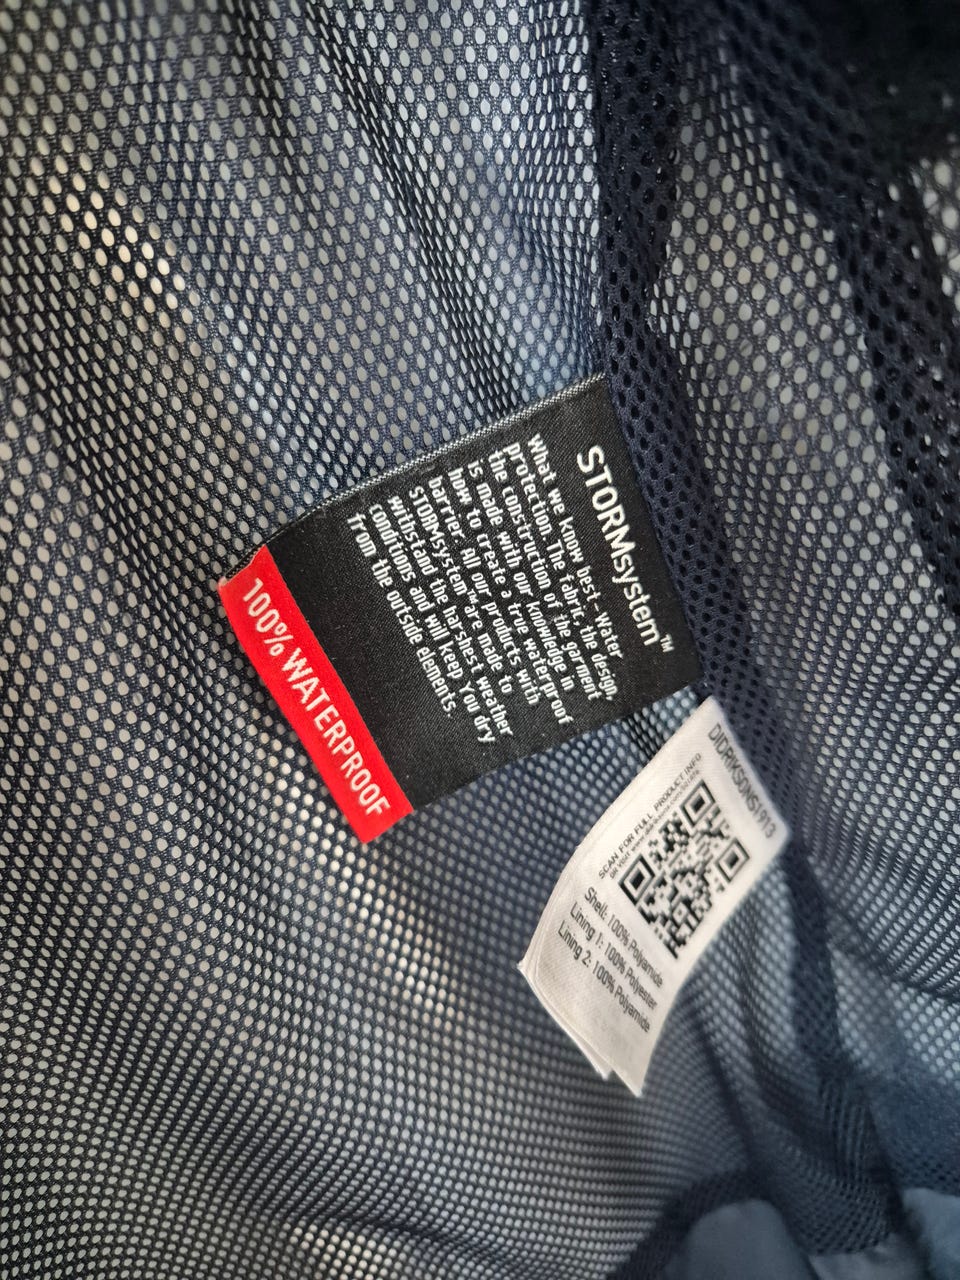 STORMsystem™
What we know best-Water
protection. The fabric, the design,
the construction of the garment
is made with our knowledge in
how to create a true waterproof
barrier. All our products with
STORMsystem™ are made to
withstand the harshest weather
conditions and will keep You dry
from the outside elements.
100% WATERPROOF
DIDRIKSONS1913
SCAN FOR FULL PRODUCT INFO
Shell: 100% Polyamide
Lining 1: 100% Polyester
Lining 2: 100% Polyamide